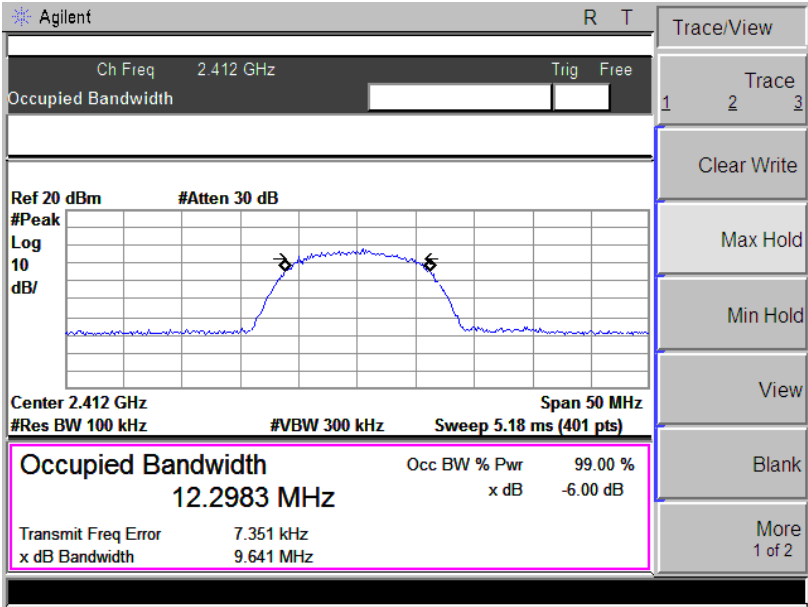 Agilent R T
Ch Freq 2.412 GHz Trig Free
Occupied Bandwidth
Ref 20 dBm #Atten 30 dB
#Peak
Log
10
dB/
Center 2.412 GHz Span 50 MHz
#Res BW 100 kHz #VBW 300 kHz Sweep 5.18 ms (401 pts)
Occupied Bandwidth Occ BW % Pwr 99.00 %
12.2983 MHz x dB -6.00 dB
Transmit Freq Error 7.351 kHz
x dB Bandwidth 9.641 MHz
Trace/View
Trace
1 2 3
Clear Write
Max Hold
Min Hold
View
Blank
More
1 of 2